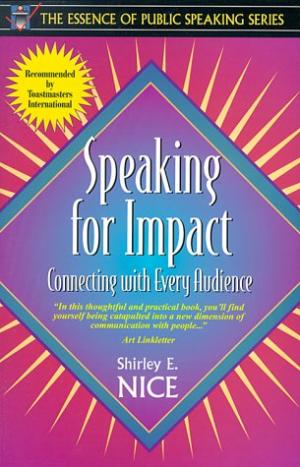 THE ESSENCE OF PUBLIC SPEAKING SERIES
Recommended
by
Toastmasters
International
Speaking
for Impact
Connecting with Every Audience
"In this thoughtful and practical book, you'll find
yourself being catapulted into a new dimension of
communication with people..."
Art Linkletter
Shirley E.
NICE